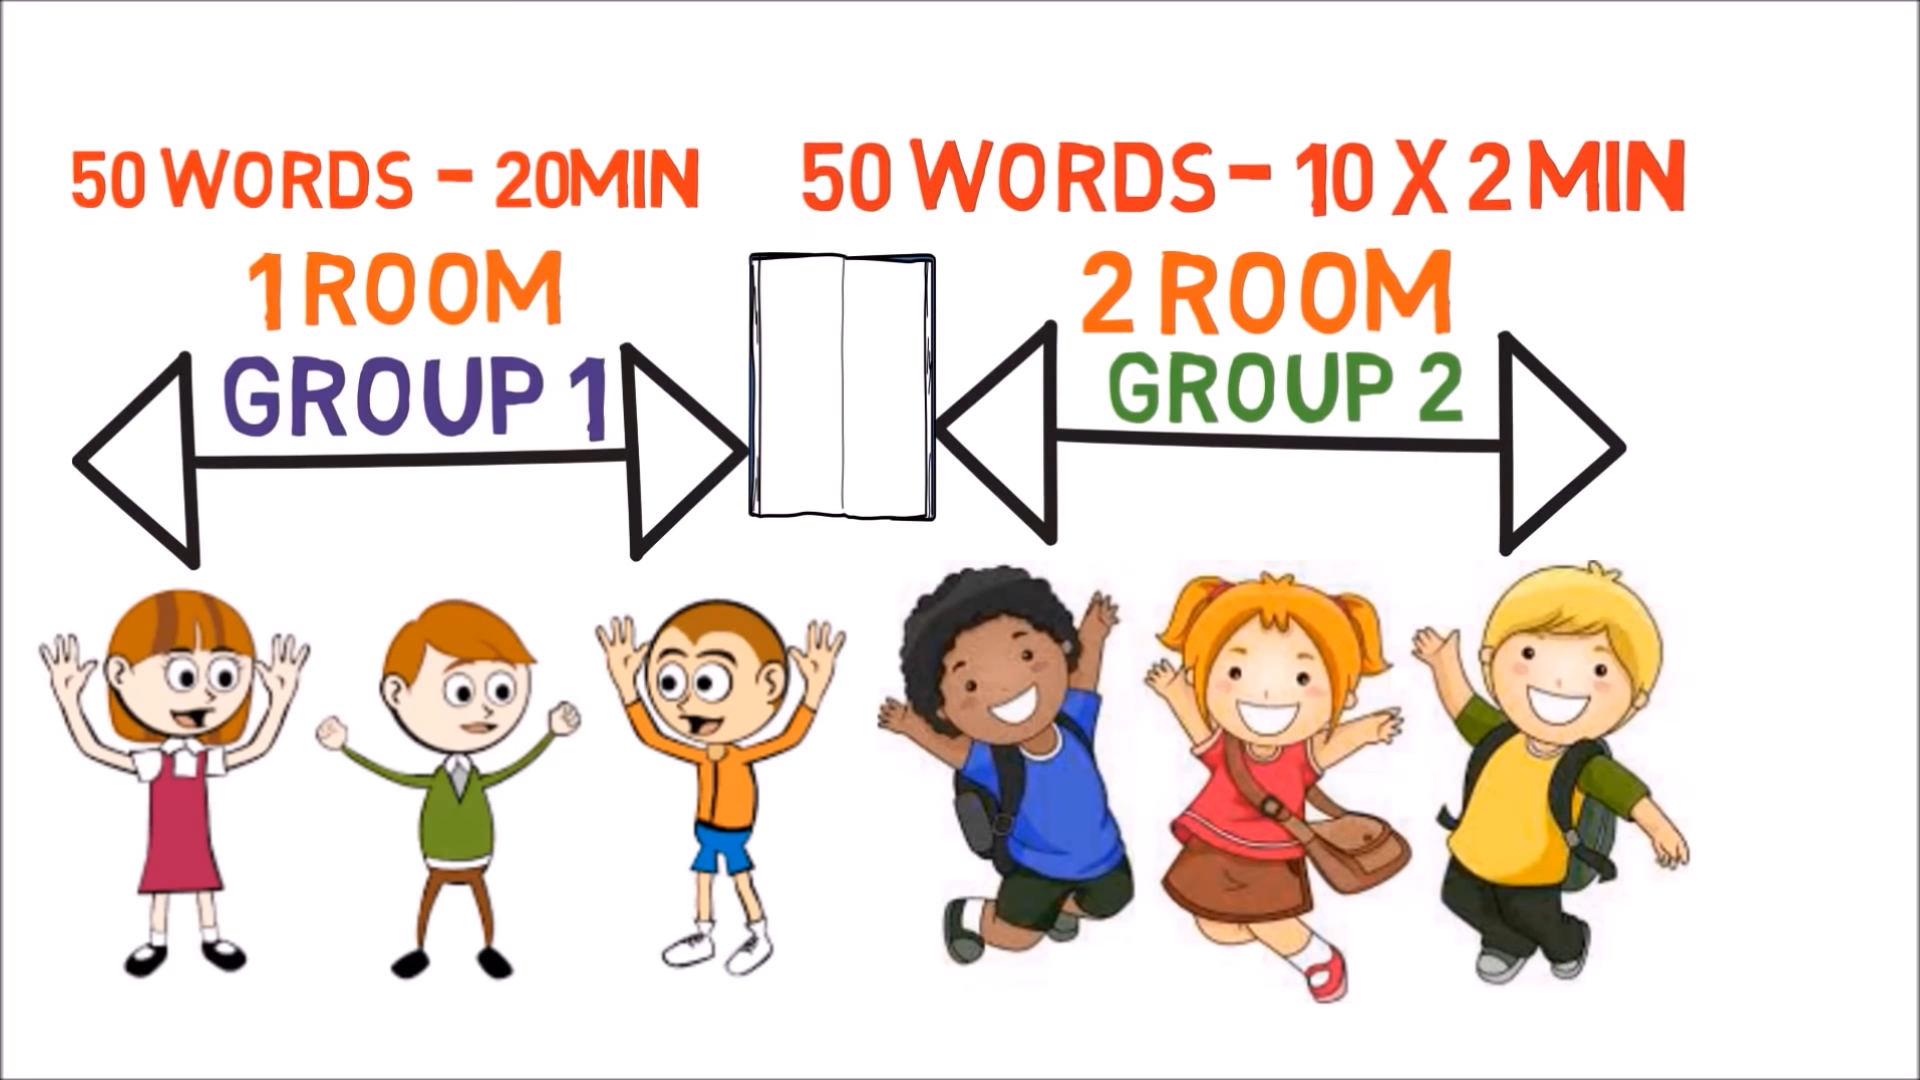 50 WORDS - 20MIN
1 ROOM
GROUP 1
50 WORDS - 10 X 2 MIN
2 ROOM
GROUP 2